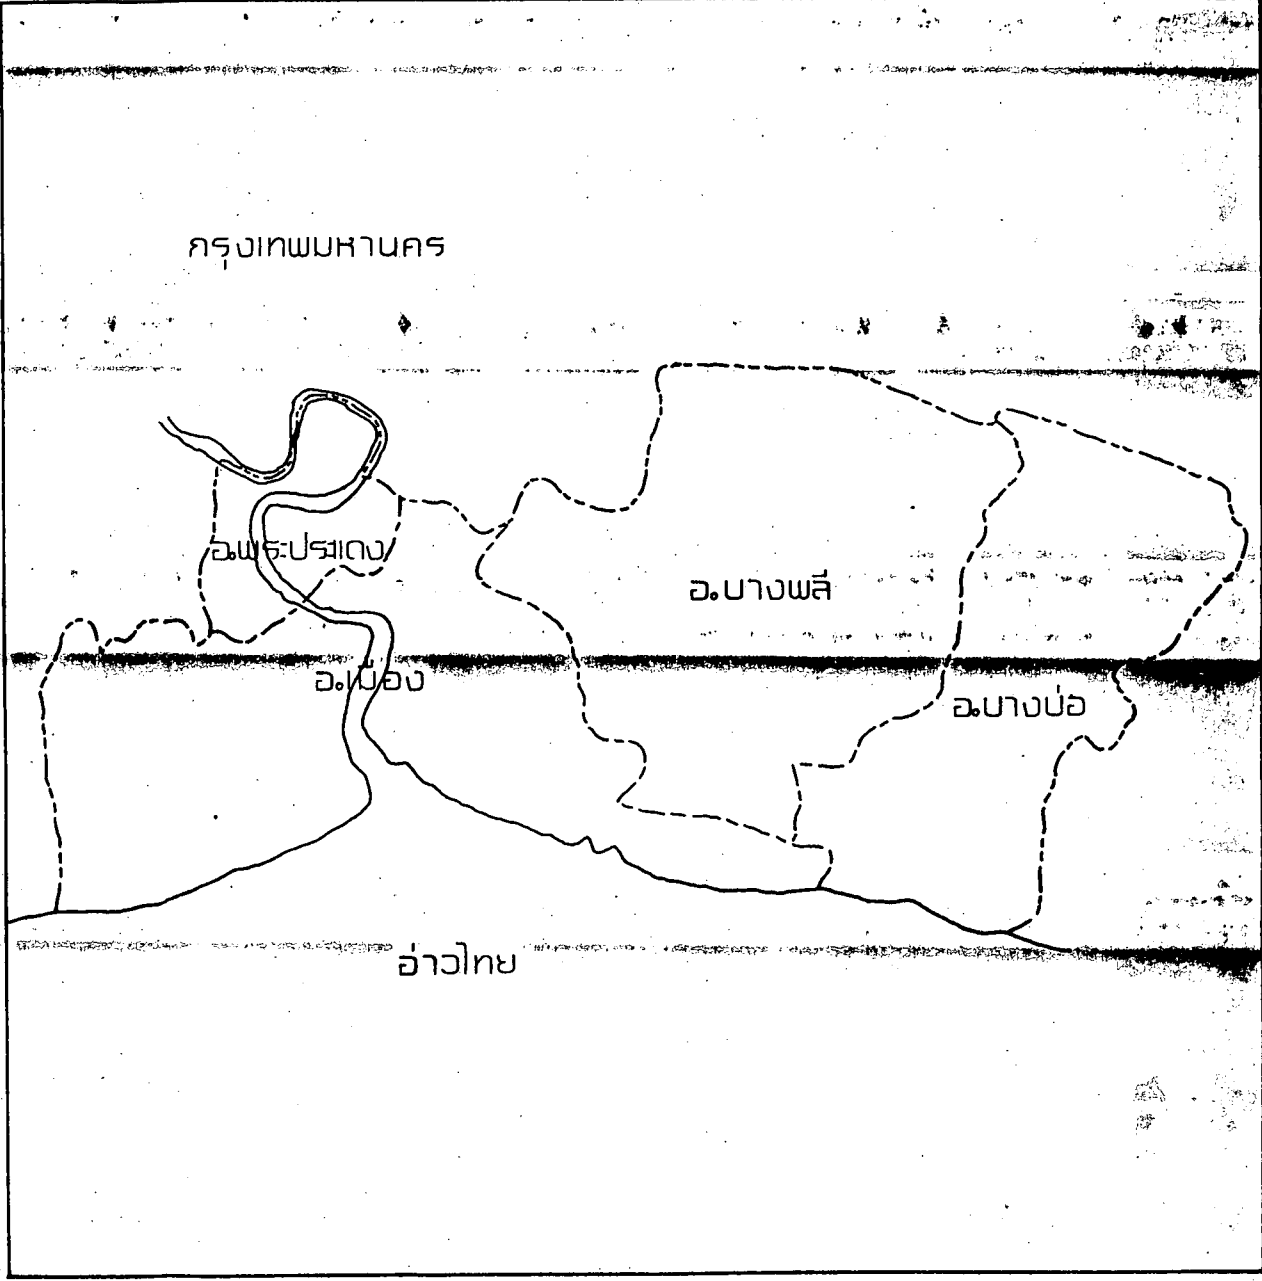 กรุงเทพมหานคร
อ.พระประแดง
อ.บางพลี
อ.เมือง
อ.บางบ่อ
อ่าวไทย